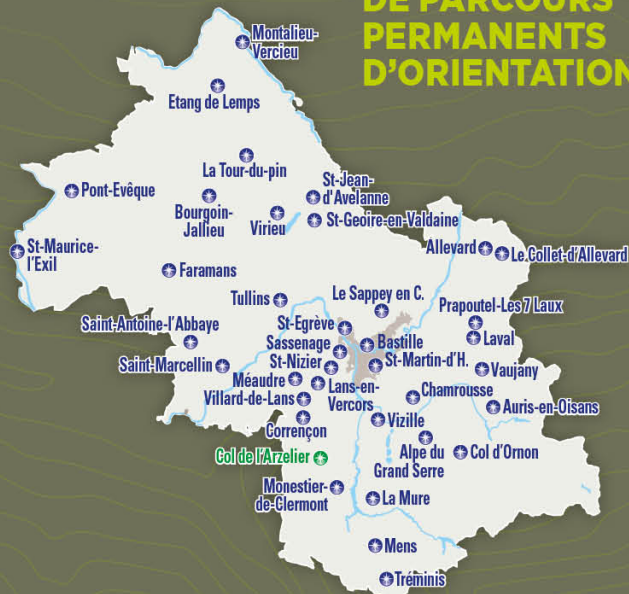 DE PARCOURS
PERMANENTS
D'ORIENTATION
Montalieu-
Vercieu
Etang de Lemps
La Tour-du-pin
St-Jean-
d'Avelanne
Pont-Evêque
Bourgoin-
Jallieu
Virieu
St-Geoire-en-Valdaine
St-Maurice-
l'Exil
Allevard
Le Collet-d'Allevard
Faramans
Tullins
Le Sappey en C.
Prapoutel-Les 7 Laux
Saint-Antoine-l'Abbaye
St-Egrève
Bastille
Laval
Sassenage
Saint-Marcellin
St-Nizier
St-Martin-d'H.
Vaujany
Méaudre
Lans-en-
Vercors
Chamrousse
Villard-de-Lans
Auris-en-Oisans
Corrençon
Vizille
Col de l'Arzelier
Alpe du
Grand Serre
Col d'Ornon
Monestier-
de-Clermont
La Mure
Mens
Tréminis